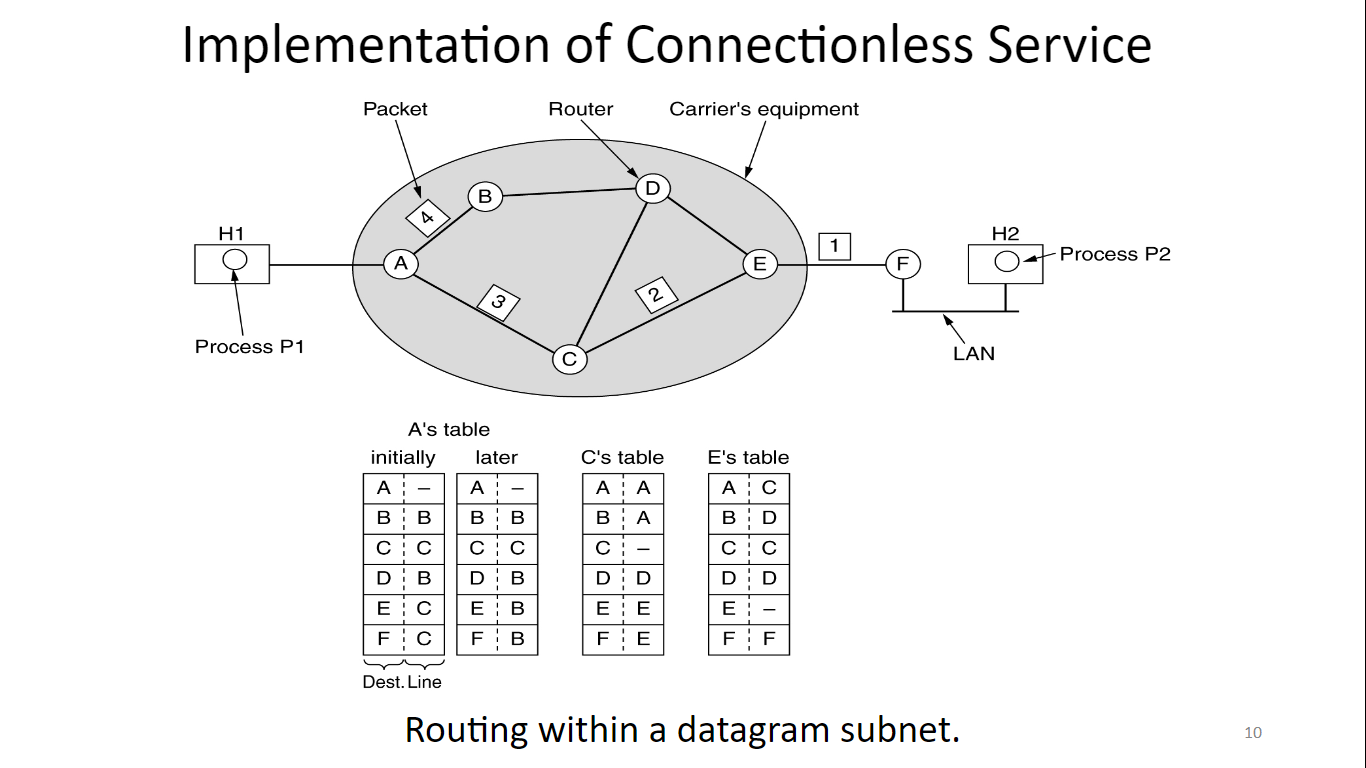 Implementation of Connectionless Service
Packet Router Carrier's equipment
B D
4
H1 1 H2
Process P2
A E F
3 2
Process P1
LAN
C
A's table
initially later C's table E's table
A – A – A A A C
B B B B B A B D
C C C C C – C C
D B D B D D D D
E C E B E E E –
F C F B F E F F
Dest. Line
Routing within a datagram subnet.
10